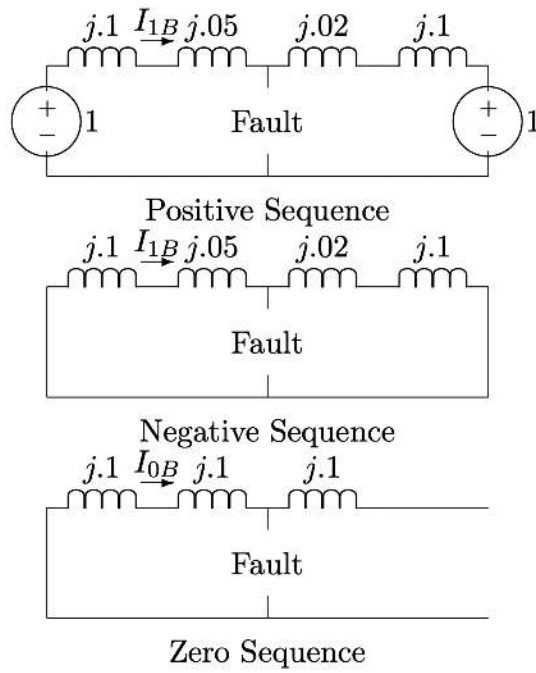 j.1 I1B j.05 j.02 j.1
+ +
1 Fault 1
− −
Positive Sequence
j.1 I1B j.05 j.02 j.1
Fault
Negative Sequence
j.1 I0B j.1 j.1
Fault
Zero Sequence